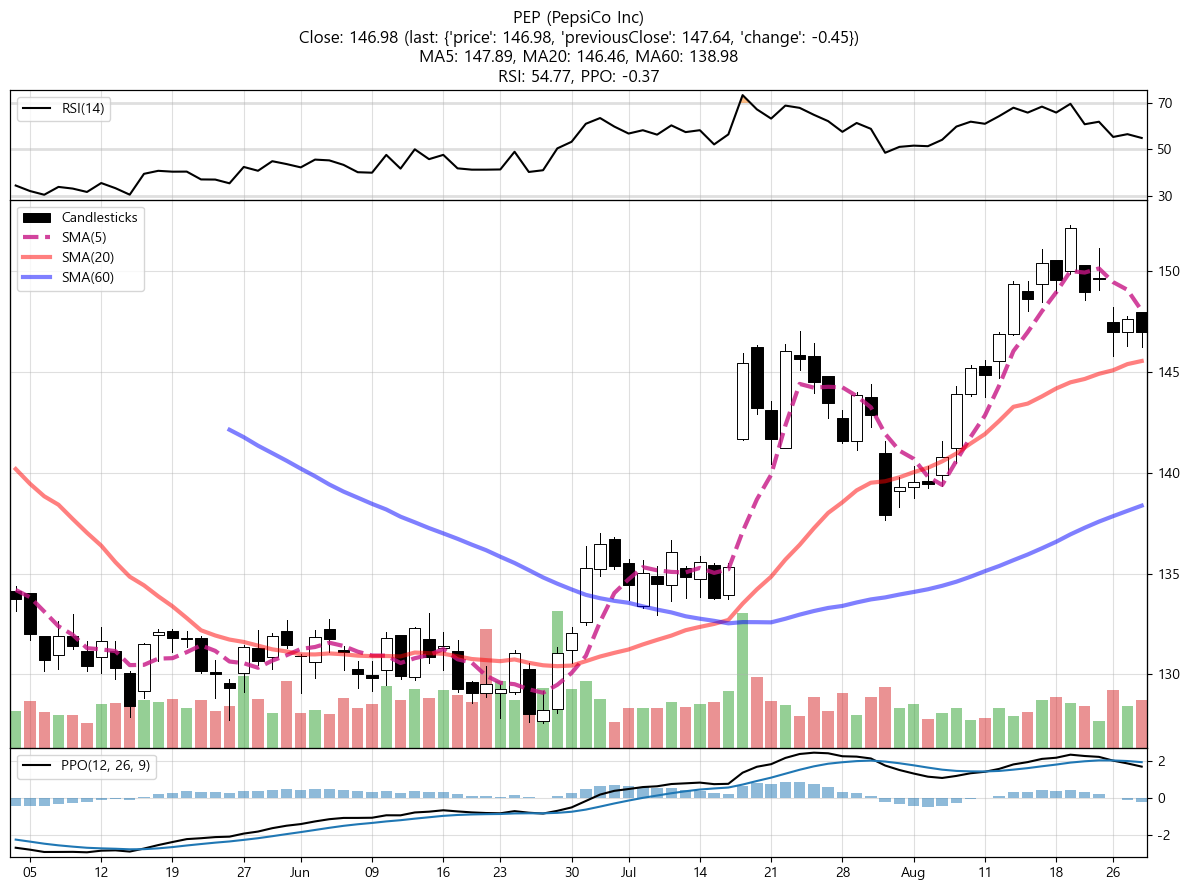 PEP (PepsiCo Inc)
Close: 146.98 (last: {'price': 146.98, 'previousClose': 147.64, 'change': -0.45})
MA5: 147.89, MA20: 146.46, MA60: 138.98
RSI: 54.77, PPO: -0.37
RSI(14)
70
50
30
Candlesticks
SMA(5)
SMA(20)
SMA(60)
150
145
140
135
130
PPO(12, 26, 9)
2
0
-2
05 12 19 27 Jun 09 16 23 30 Jul 14 21 28 Aug 11 18 26